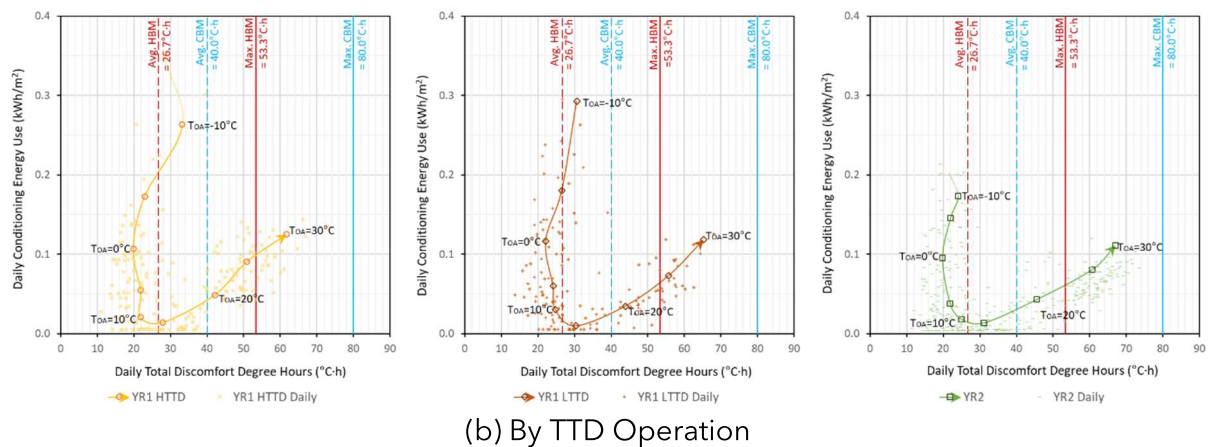 Daily Conditioning Energy Use (kWh/m²)
0.4
0.3
0.2
0.1
0.0
Avg. HBM
= 26.7°C·h
Avg. CBM
= 40.0°C·h
Max. HBM
= 53.3°C·h
Max. CBM
= 80.0°C·h
TOA=-10°C
TOA=0°C
TOA=10°C
TOA=20°C
TOA=30°C
0 10 20 30 40 50 60 70 80 90
Daily Total Discomfort Degree Hours (°C·h)
YR1 HTTD YR1 HTTD Daily
Daily Conditioning Energy Use (kWh/m²)
0.4
0.3
0.2
0.1
0.0
Avg. HBM
= 26.7°C·h
Avg. CBM
= 40.0°C·h
Max. HBM
=53.3°C·h
Max. CBM
= 80.0°C·h
TOA=-10°C
TOA=0°C
TOA=10°C
TOA=20°C
TOA=30°C
0 10 20 30 40 50 60 70 80 90
Daily Total Discomfort Degree Hours (°C·h)
YR1 LTTD YR1 LTTD Daily
Daily Conditioning Energy Use (kWh/m²)
0.4
0.3
0.2
0.1
0.0
Avg. HBM
= 26.7°C·h
Avg. CBM
= 40.0°C·h
Max. HBM
= 53.3°C·h
Max. CBM
= 80.0°C·h
TOA=-10°C
TOA=0°C
TOA=10°C
TOA=20°C
TOA=30°C
0 10 20 30 40 50 60 70 80 90
Daily Total Discomfort Degree Hours (°C·h)
YR2 YR2 Daily
(b) By TTD Operation